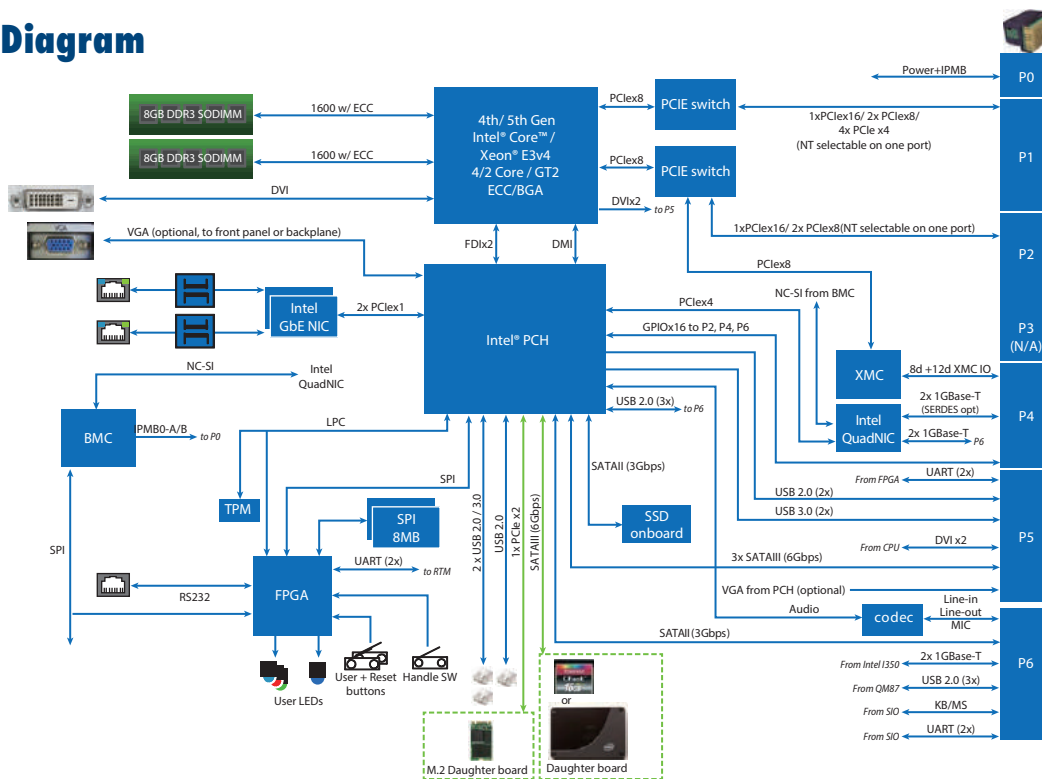 Diagram
Power+IPMB
P0
8GB DDR3 SODIMM
1600 w/ ECC
8GB DDR3 SODIMM
1600 w/ ECC
4th/ 5th Gen
Intel® Core™ /
Xeon® E3v4
4/2 Core / GT2
ECC/BGA
PCIex8
PCIE switch
1xPCIex16/ 2x PCIex8/
4x PCIe x4
(NT selectable on one port)
P1
PCIex8
PCIE switch
DVI
DVIx2
to P5
VGA
VGA (optional, to front panel or backplane)
1xPCIex16/ 2x PCIex8(NT selectable on one port)
P2
FDIx2
DMI
PCIex8
Intel
GbE NIC
2x PCIex1
Intel® PCH
PCIex4
NC-SI from BMC
GPIOx16 to P2, P4, P6
P3
(N/A)
XMC
8d +12d XMC IO
NC-SI
Intel
QuadNIC
USB 2.0 (3x)
to P6
Intel
QuadNIC
2x 1GBase-T
(SERDES opt)
P4
2x 1GBase-T
P6
BMC
IPMB0-A/B
to P0
LPC
SATAII (3Gbps)
SPI
From FPGA
UART (2x)
USB 2.0 (2x)
USB 3.0 (2x)
TPM
SPI
8MB
2 x USB 2.0 / 3.0
USB 2.0
1x PCIe x2
SATAIII (6Gbps)
SSD
onboard
P5
SPI
From CPU
DVI x2
UART (2x)
to RTM
3x SATAIII (6Gbps)
RS232
FPGA
VGA from PCH (optional)
Audio
codec
Line-in
Line-out
MIC
SATAII (3Gbps)
User + Reset
buttons
Handle SW
User LEDs
From Intel I350
2x 1GBase-T
P6
From QM87
USB 2.0 (3x)
From SIO
KB/MS
From SIO
UART (2x)
or
M.2 Daughter board
Daughter board